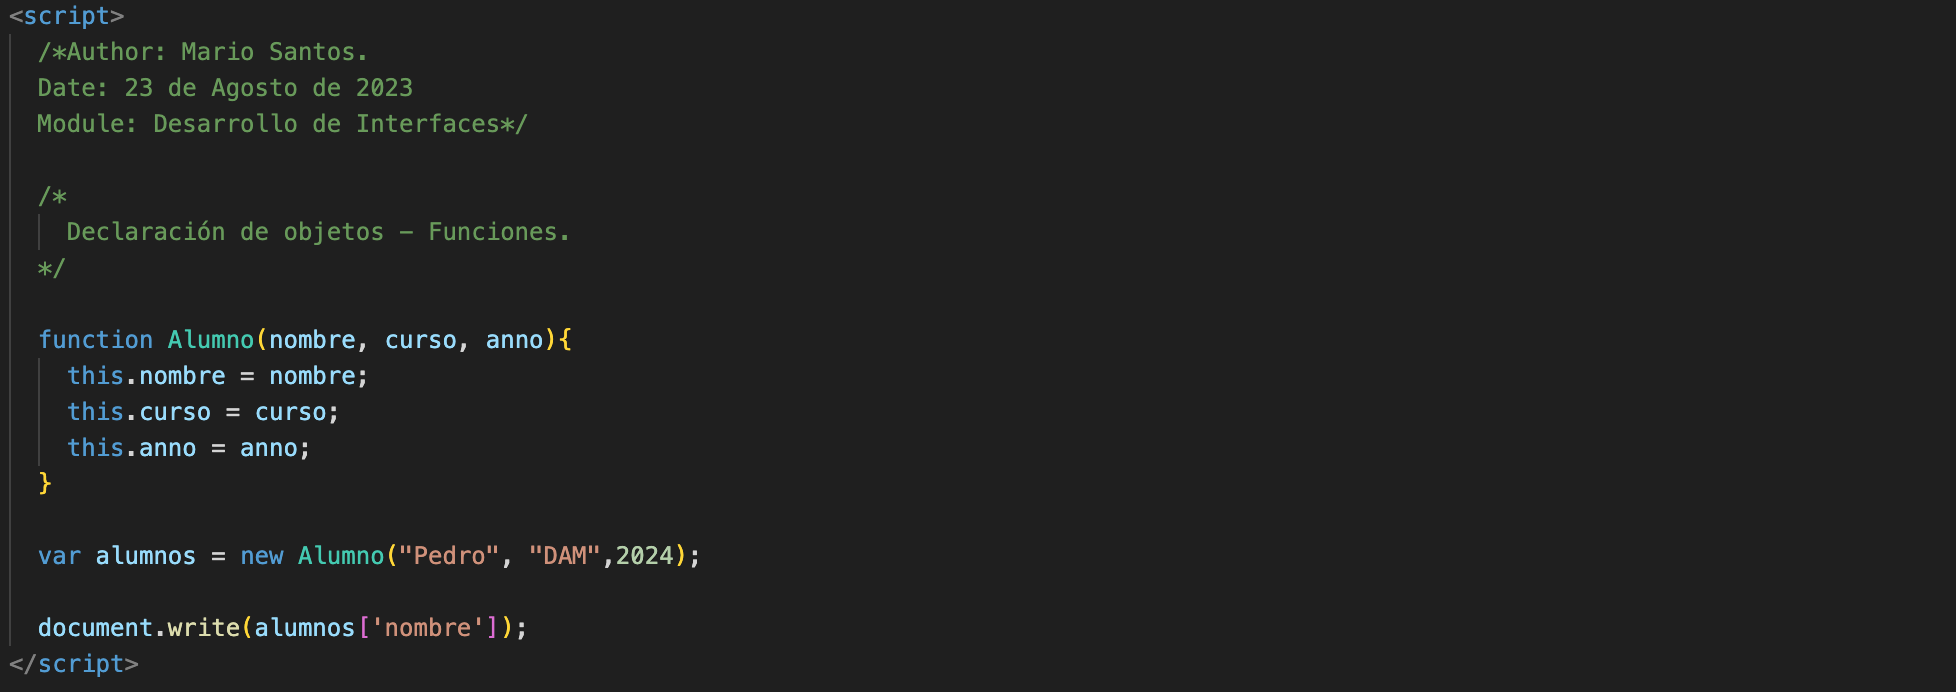 <script>
/*Author: Mario Santos.
Date: 23 de Agosto de 2023
Module: Desarrollo de Interfaces*/
/*
Declaración de objetos - Funciones.
*/
function Alumno(nombre, curso, anno){
this.nombre = nombre;
this.curso = curso;
this.anno = anno;
}
var alumnos = new Alumno("Pedro", "DAM",2024);
document.write(alumnos['nombre']);
</script>